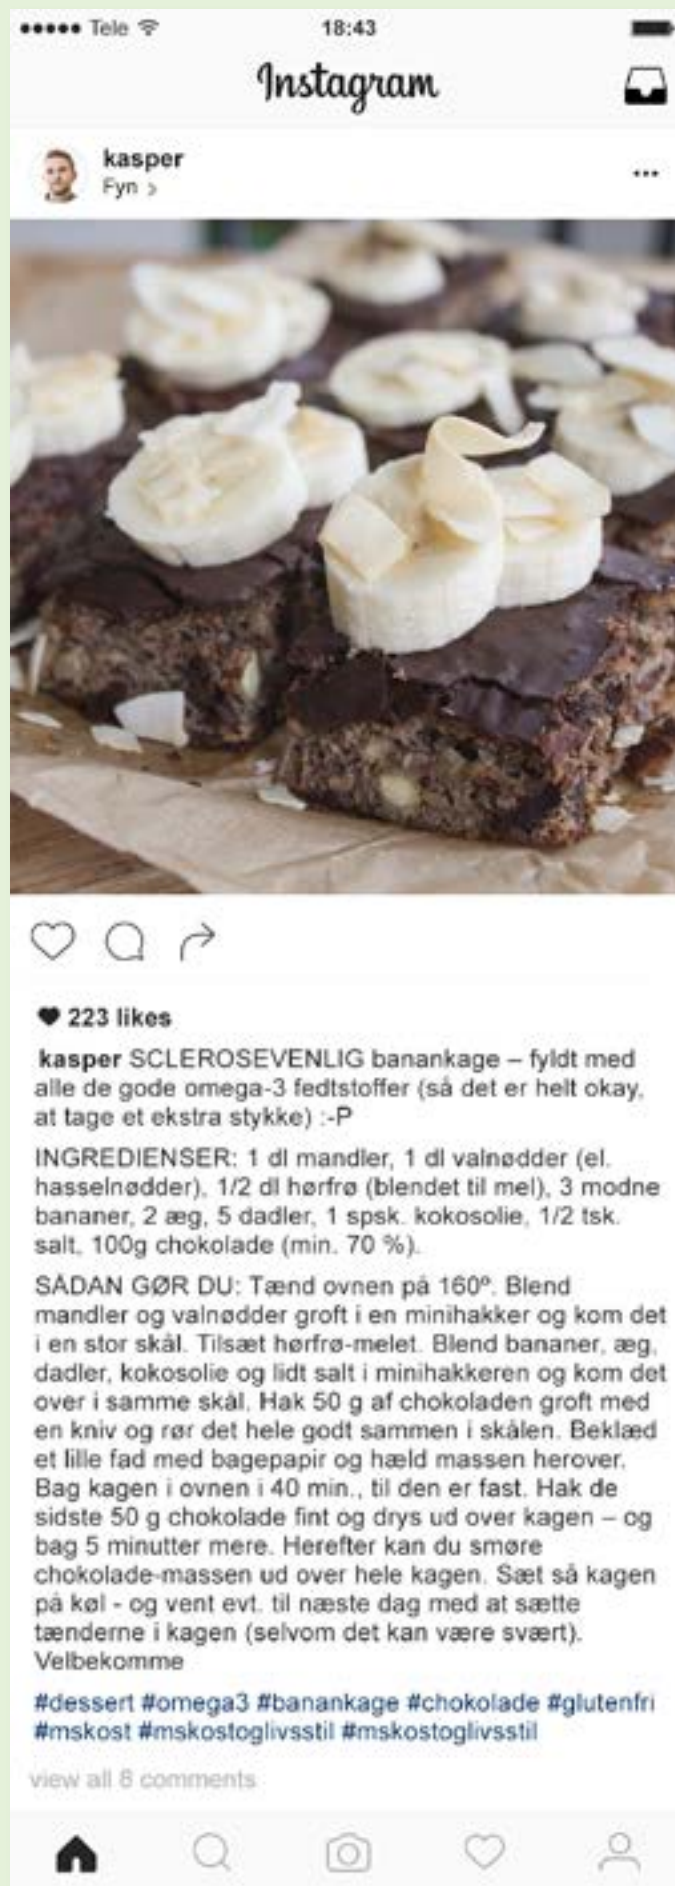 Tele
18:43
Instagram
kasper
Fyn >
223 likes
kasper SCLEROSEVENLIG banankage – fyldt med
alle de gode omega-3 fedtstoffer (så det er helt okay,
at tage et ekstra stykke) :-P
INGREDIENSER: 1 dl mandler, 1 dl valnødder (el.
hasselnødder), 1/2 dl hørfrø (blendet til mel), 3 modne
bananer, 2 æg, 5 dadler, 1 spsk. kokosolie, 1/2 tsk.
salt, 100g chokolade (min. 70 %).
SÅDAN GØR DU: Tænd ovnen på 160º. Blend
mandler og valnødder groft i en minihakker og kom det
i en stor skål. Tilsæt hørfrø-melet. Blend bananer, æg,
dadler, kokosolie og lidt salt i minihakkeren og kom det
over i samme skål. Hak 50 g af chokoladen groft med
en kniv og rør det hele godt sammen i skålen. Beklæd
et lille fad med bagepapir og hæld massen herover.
Bag kagen i ovnen i 40 min., til den er fast. Hak de
sidste 50 g chokolade fint og drys ud over kagen – og
bag 5 minutter mere. Herefter kan du smøre
chokolade-massen ud over hele kagen. Sæt så kagen
på køl - og vent evt. til næste dag med at sætte
tænderne i kagen (selvom det kan være svært).
Velbekomme
#dessert #omega3 #banankage #chokolade #glutenfri
#mskost #mskostoglivsstil #mskostoglivsstil
view all 8 comments